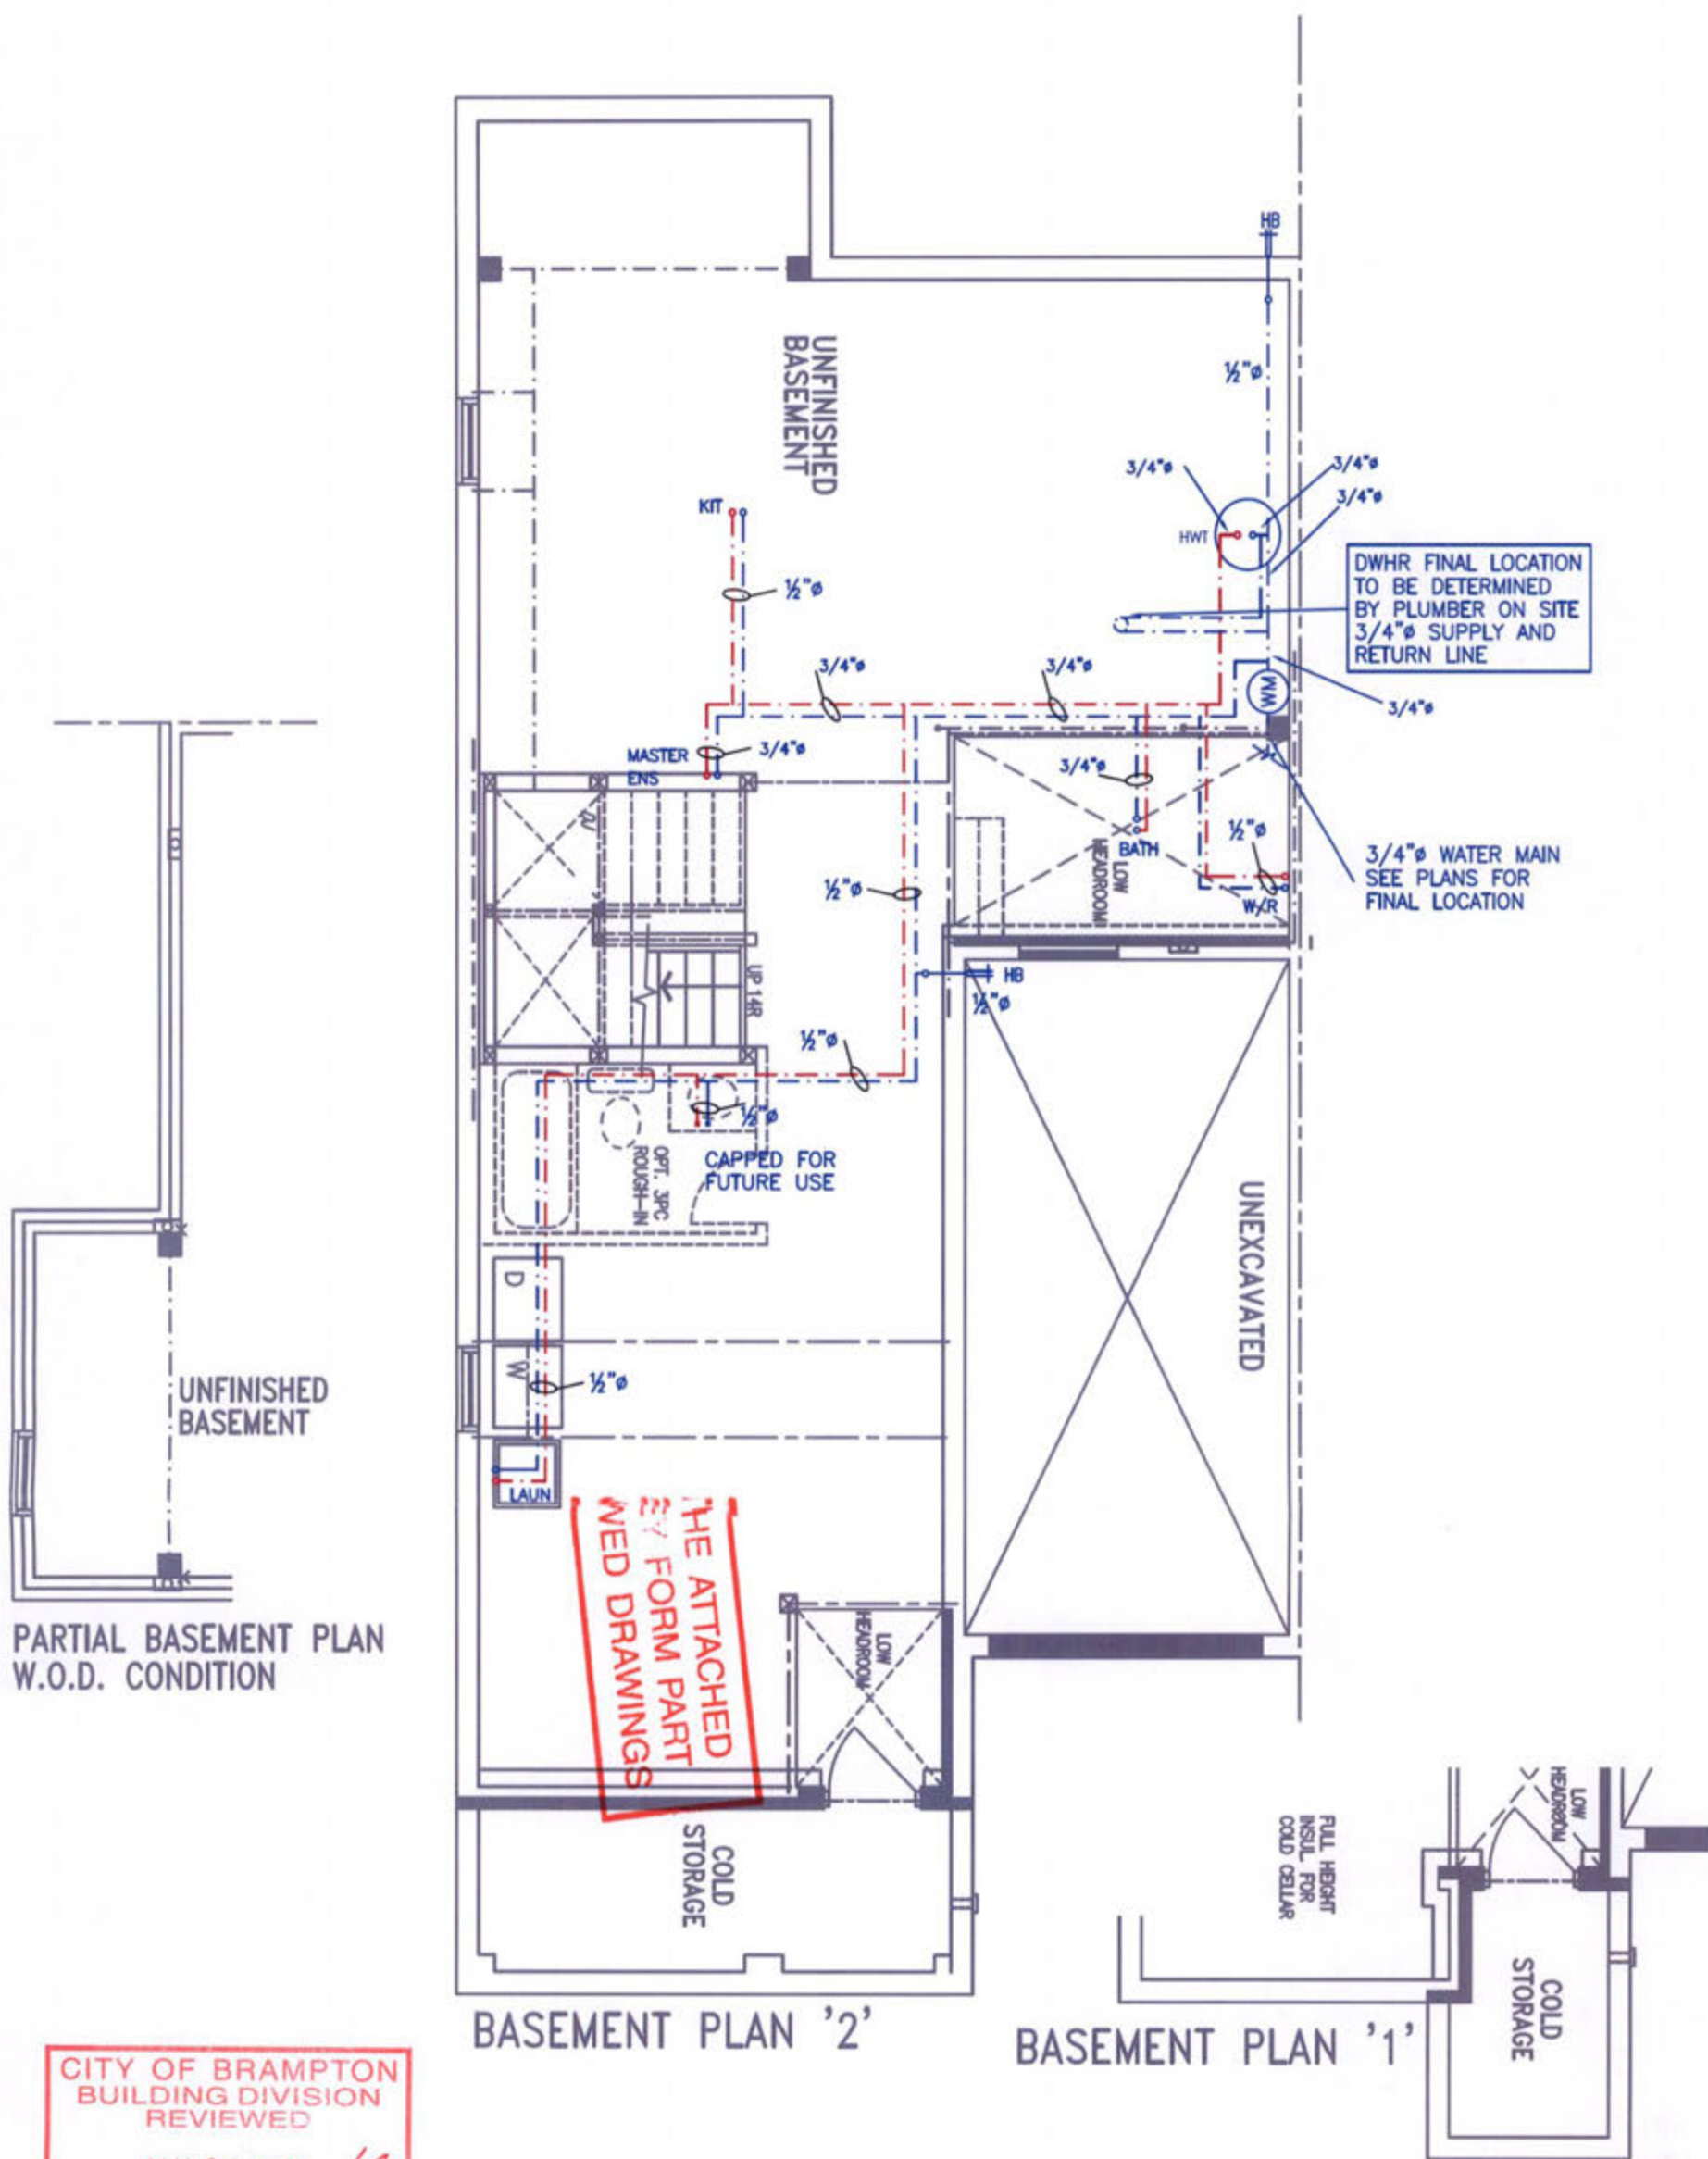 HB
UNFINISHED
BASEMENT
½"ø
3/4"ø
3/4"ø
3/4"ø
KIT
HWT
½"ø
DWHR FINAL LOCATION
TO BE DETERMINED
BY PLUMBER ON SITE
3/4"ø SUPPLY AND
RETURN LINE
3/4"ø
3/4"ø
WM
3/4"ø
MASTER
ENS
3/4"ø
3/4"ø
½"ø
BATH
LOW
HEADROOM
W/R
3/4"ø WATER MAIN
SEE PLANS FOR
FINAL LOCATION
½"ø
UP 14R
HB
½"ø
½"ø
½"ø
OPT. 3PC
ROUGH-IN
CAPPED FOR
FUTURE USE
UNEXCAVATED
D
W
½"ø
LAUN
UNFINISHED
BASEMENT
PARTIAL BASEMENT PLAN
W.O.D. CONDITION
HE ATTACHED
FORM PART
WED DRAWINGS
LOW
HEADROOM
COLD
STORAGE
FULL HEIGHT
INSUL FOR
COLD CELLAR
LOW
HEADROOM
COLD
STORAGE
BASEMENT PLAN '2'
BASEMENT PLAN '1'
CITY OF BRAMPTON
BUILDING DIVISION
REVIEWED